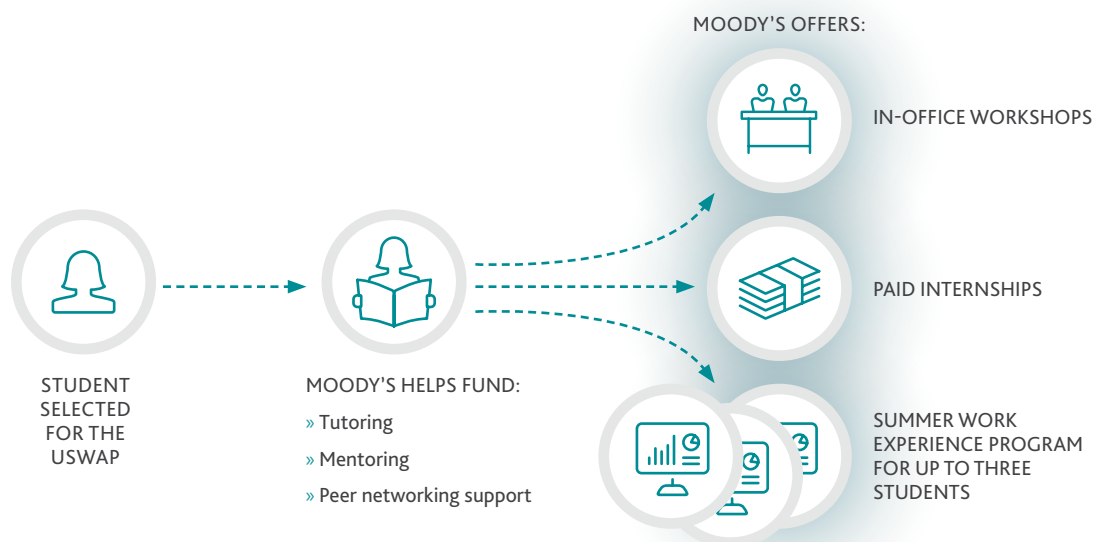 STUDENT
SELECTED
FOR THE
USWAP
MOODY'S HELPS FUND:
» Tutoring
» Mentoring
» Peer networking support
MOODY'S OFFERS:
IN-OFFICE WORKSHOPS
PAID INTERNSHIPS
SUMMER WORK
EXPERIENCE PROGRAM
FOR UP TO THREE
STUDENTS